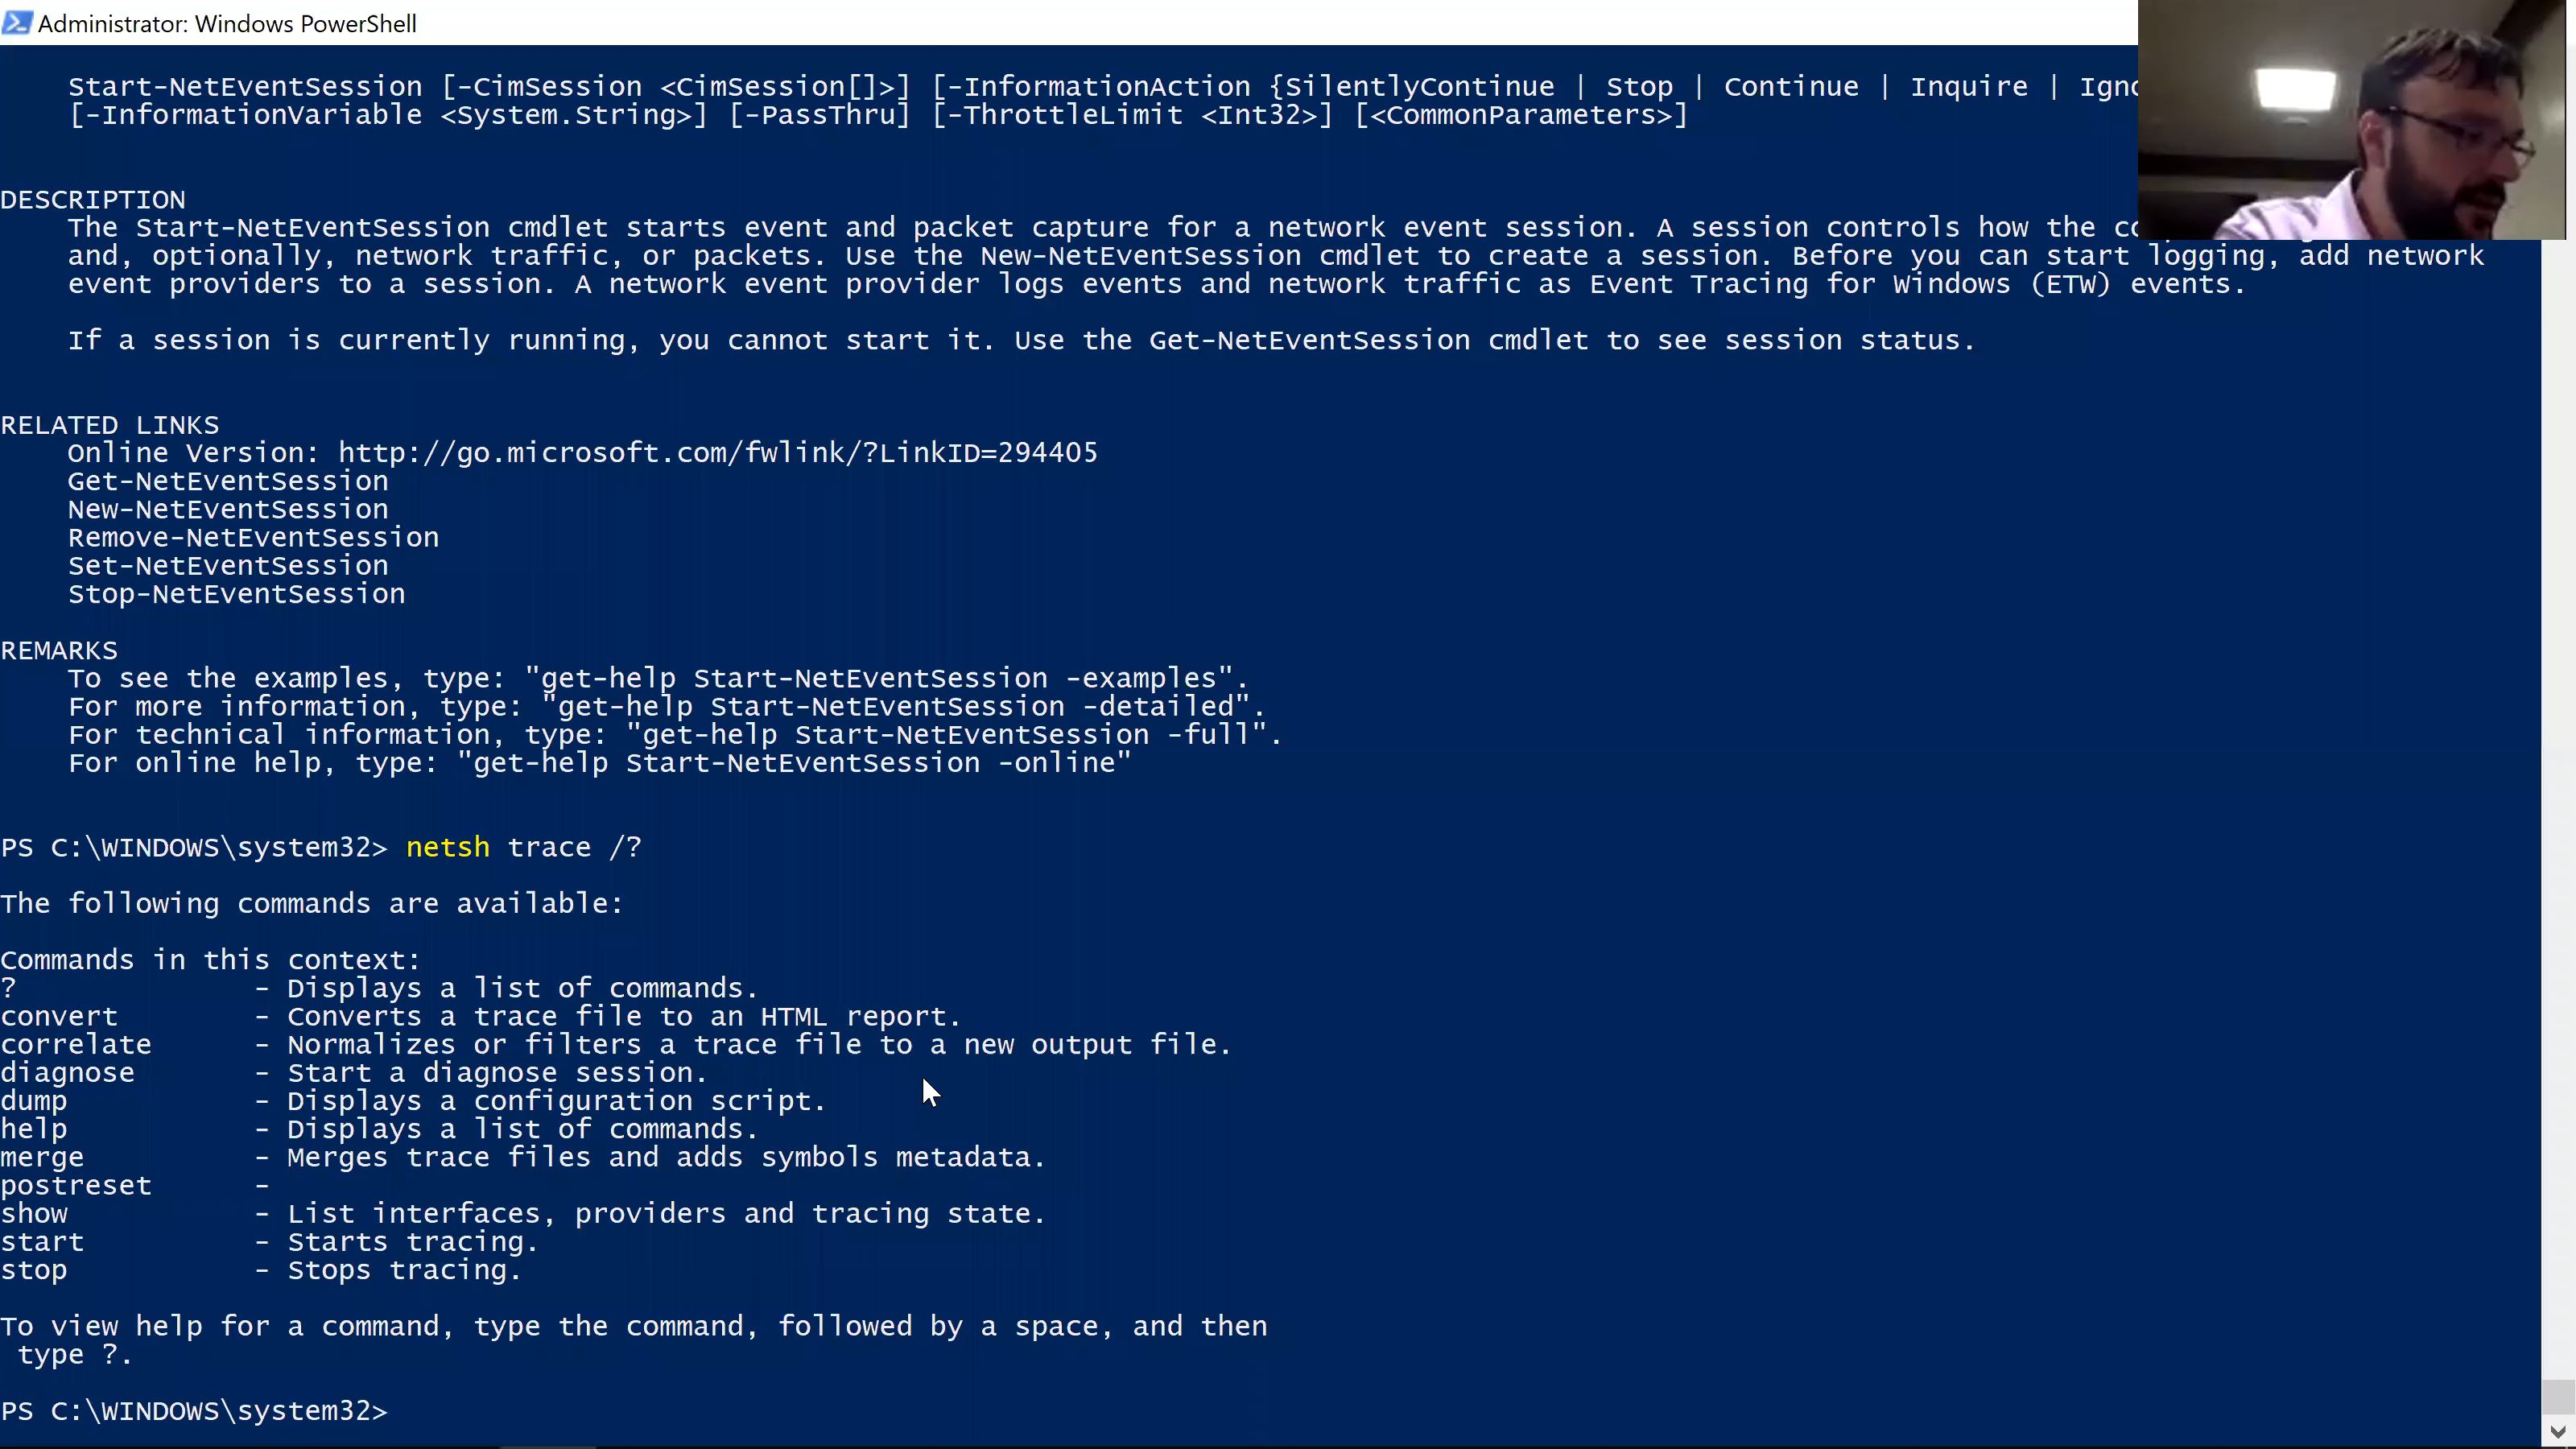 Administrator: Windows PowerShell
Start-NetEventSession [-CimSession <CimSession[]>] [-InformationAction {SilentlyContinue | Stop | Continue | Inquire |
[-InformationVariable <System.String>] [-PassThru] [-ThrottleLimit <Int32>] [<CommonParameters>]
DESCRIPTION
The Start-NetEventSession cmdlet starts event and packet capture for a network event session. A session controls how the
and, optionally, network traffic, or packets. Use the New-NetEventSession cmdlet to create a session. Before you can start logging, add network
event providers to a session. A network event provider logs events and network traffic as Event Tracing for Windows (ETW) events.
If a session is currently running, you cannot start it. Use the Get-NetEventSession cmdlet to see session status.
RELATED LINKS
Online Version: http://go.microsoft.com/fwlink/?LinkID=294405
Get-NetEventSession
New-NetEventSession
Remove-NetEventSession
Set-NetEventSession
Stop-NetEventSession
REMARKS
To see the examples, type: "get-help Start-NetEventSession -examples".
For more information, type: "get-help Start-NetEventSession -detailed".
For technical information, type: "get-help Start-NetEventSession -full".
For online help, type: "get-help Start-NetEventSession -online"
PS C:\WINDOWS\system32> netsh trace /?
The following commands are available:
Commands in this context:
? - Displays a list of commands.
convert - Converts a trace file to an HTML report.
correlate - Normalizes or filters a trace file to a new output file.
diagnose - Start a diagnose session.
dump - Displays a configuration script.
help - Displays a list of commands.
merge - Merges trace files and adds symbols metadata.
postreset -
show - List interfaces, providers and tracing state.
start - Starts tracing.
stop - Stops tracing.
To view help for a command, type the command, followed by a space, and then
type ?.
PS C:\WINDOWS\system32>